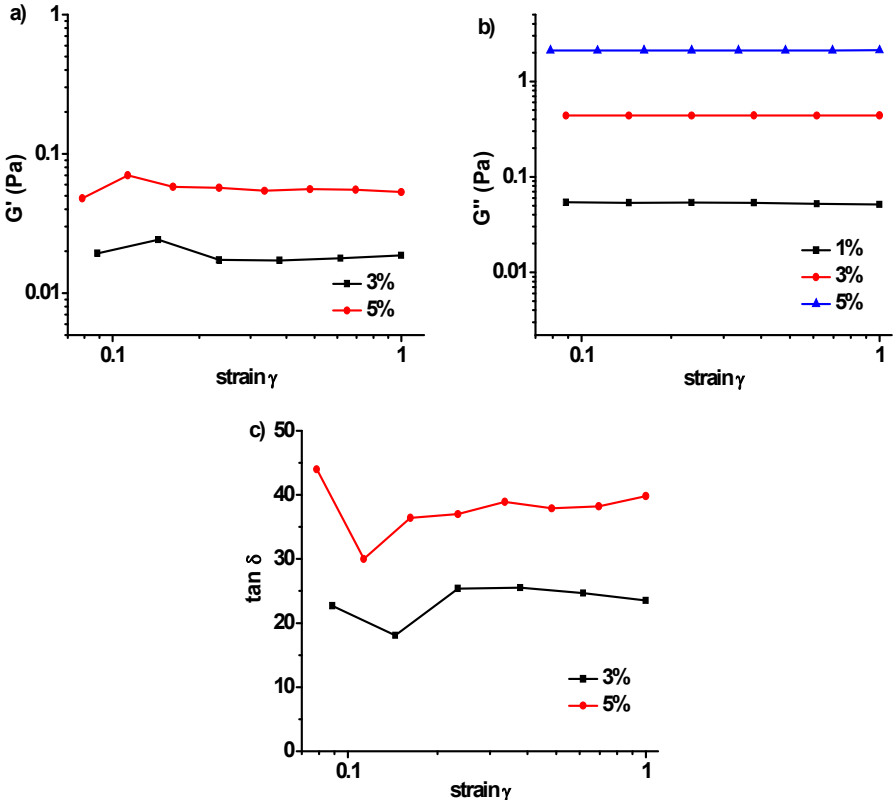 a)
1
0.1
0.01
G' (Pa)
0.1
1
strain γ
3%
5%
b)
1
0.1
0.01
G'' (Pa)
0.1
1
strain γ
1%
3%
5%
c)
50
40
30
20
10
0
tan δ
0.1
1
strain γ
3%
5%